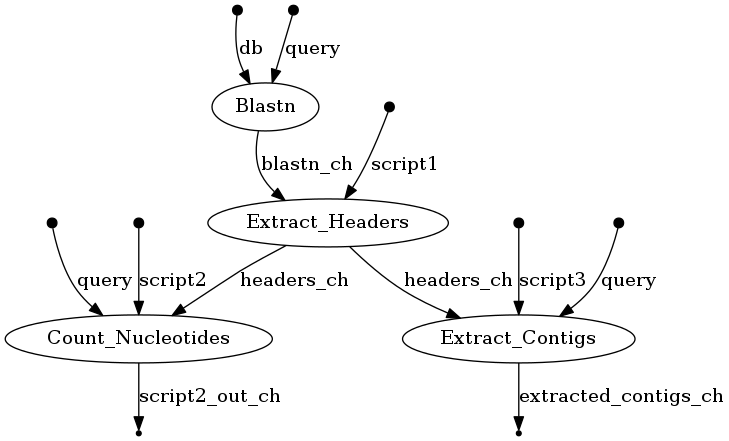 db
query
Blastn
blastn_ch
script1
Extract_Headers
query
script2
headers_ch
headers_ch
script3
query
Count_Nucleotides
Extract_Contigs
script2_out_ch
extracted_contigs_ch